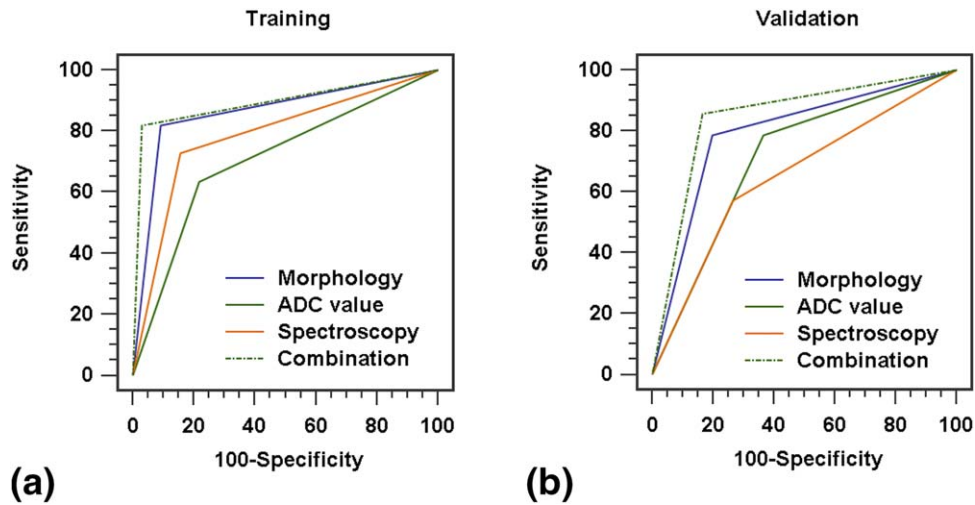 Training
Sensitivity
100
80
60
40
20
0
Morphology
ADC value
Spectroscopy
Combination
0 20 40 60 80 100
100-Specificity
(a)
Validation
Sensitivity
100
80
60
40
20
0
Morphology
ADC value
Spectroscopy
Combination
0 20 40 60 80 100
100-Specificity
(b)